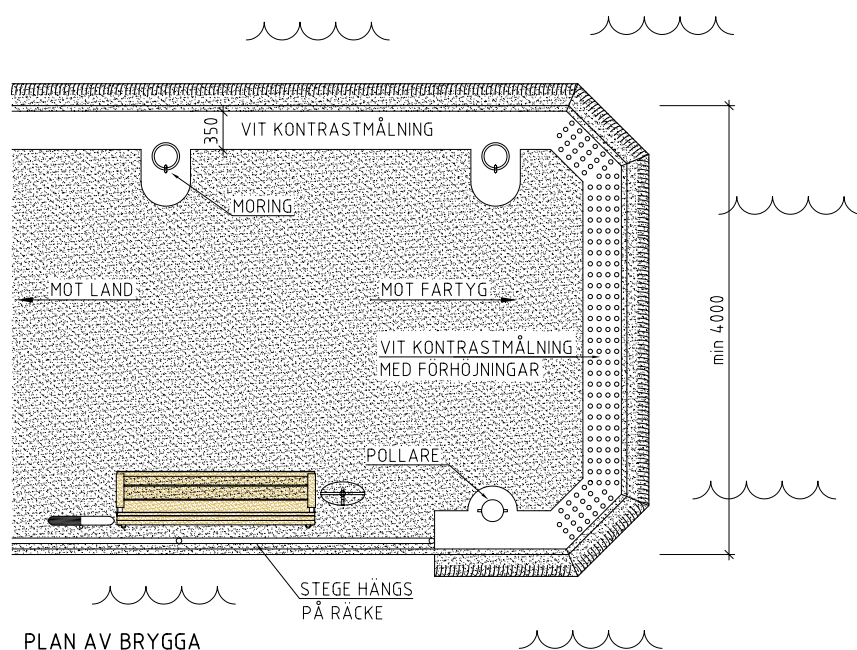 350
VIT KONTRASTMÅLNING
MORING
MOT LAND
MOT FARTYG
min 4000
VIT KONTRASTMÅLNING
MED FÖRHÖJNINGAR
POLLARE
STEGE HÄNGS
PÅ RÄCKE
PLAN AV BRYGGA